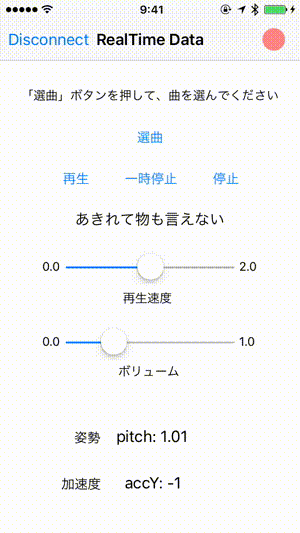 9:41
Disconnect RealTime Data
「選曲」ボタンを押して、曲を選んでください
選曲
再生 一時停止 停止
あきれて物も言えない
0.0 2.0
再生速度
0.0 1.0
ボリューム
姿勢 pitch: 1.01
加速度 accY: -1